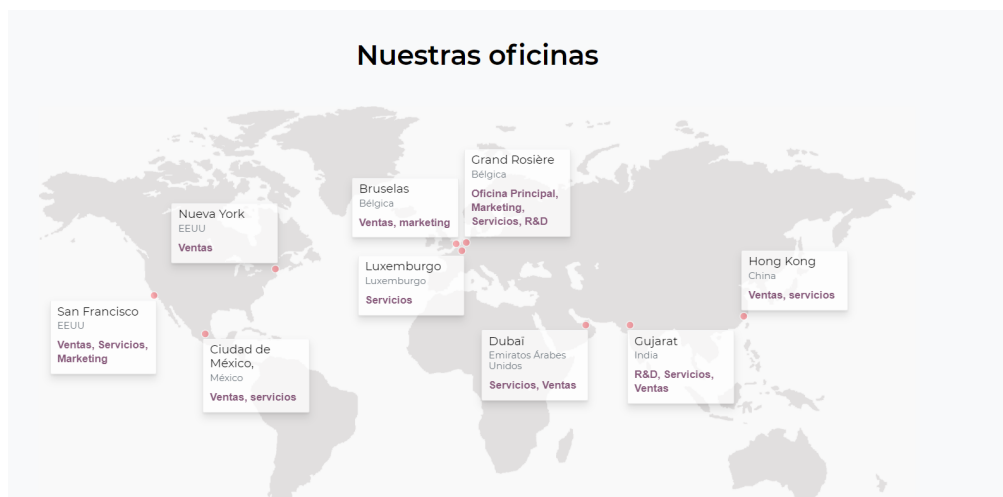 Nuestras oficinas
Grand Rosière
Bélgica
Oficina Principal,
Marketing,
Servicios, R&D
Bruselas
Bélgica
Ventas, marketing
Nueva York
EEUU
Ventas
Luxemburgo
Luxemburgo
Servicios
Hong Kong
China
Ventas, servicios
San Francisco
EEUU
Ventas, Servicios,
Marketing
Ciudad de
México,
México
Ventas, servicios
Dubaí
Emiratos Árabes
Unidos
Servicios, Ventas
Gujarat
India
R&D, Servicios,
Ventas